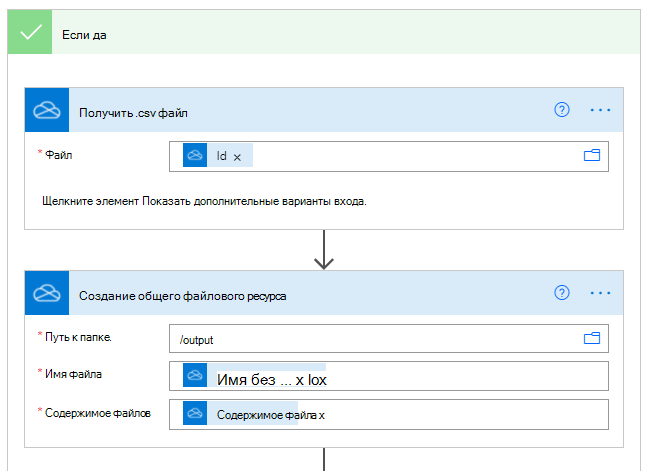 Если да
Получить .csv файл
* Файл
Id x
Щелкните элемент Показать дополнительные варианты входа.
Создание общего файлового ресурса
* Путь к папке.
/output
* Имя файла
Имя без ... x lox
* Содержимое файлов
Содержимое файла x